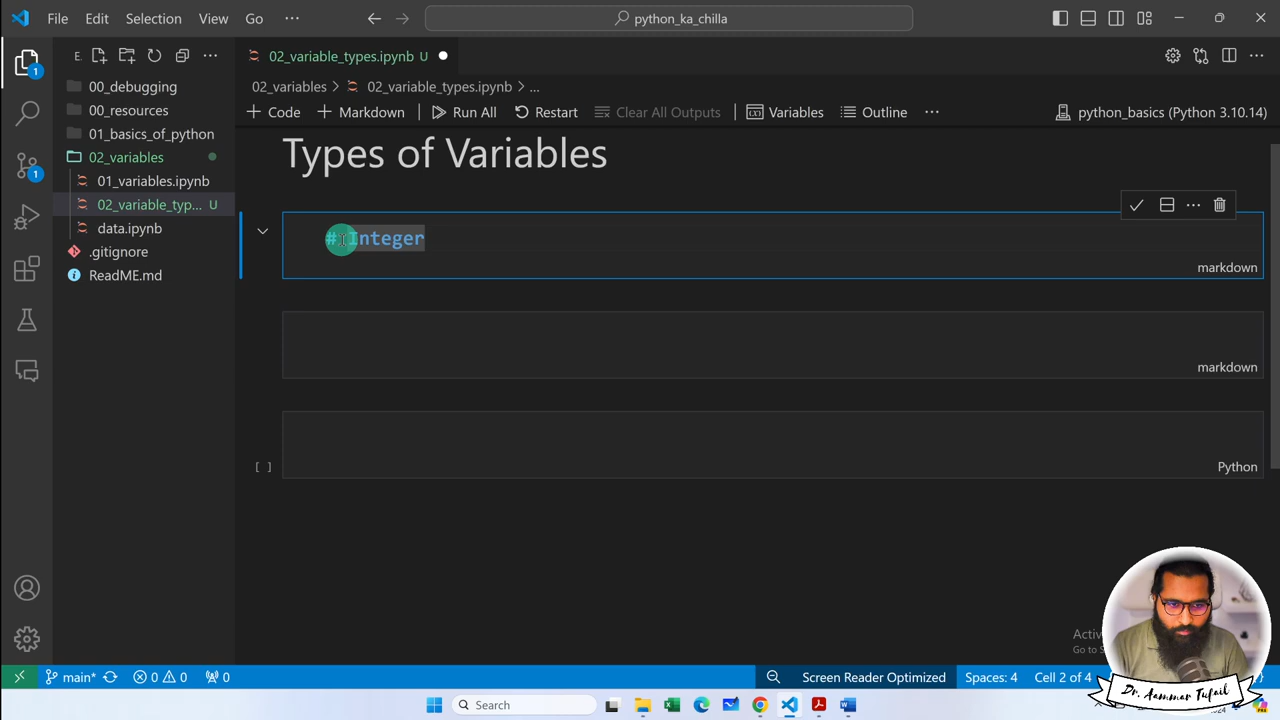 File Edit Selection View Go ... python_ka_chilla
E. 02_variable_types.ipynb U
00_debugging
00_resources
01_basics_of_python
02_variables
01_variables.ipynb
02_variable_typ... U
data.ipynb
.gitignore
ReadME.md
1
1
02_variables > 02_variable_types.ipynb > ...
+ Code + Markdown Run All Restart Clear All Outputs Variables Outline ... python_basics (Python 3.10.14)
Types of Variables
# Integer
markdown
markdown
[ ]
Python
main* 0 0 0 Screen Reader Optimized Spaces: 4 Cell 2 of 4
Search
Dr. Aammar Tufail